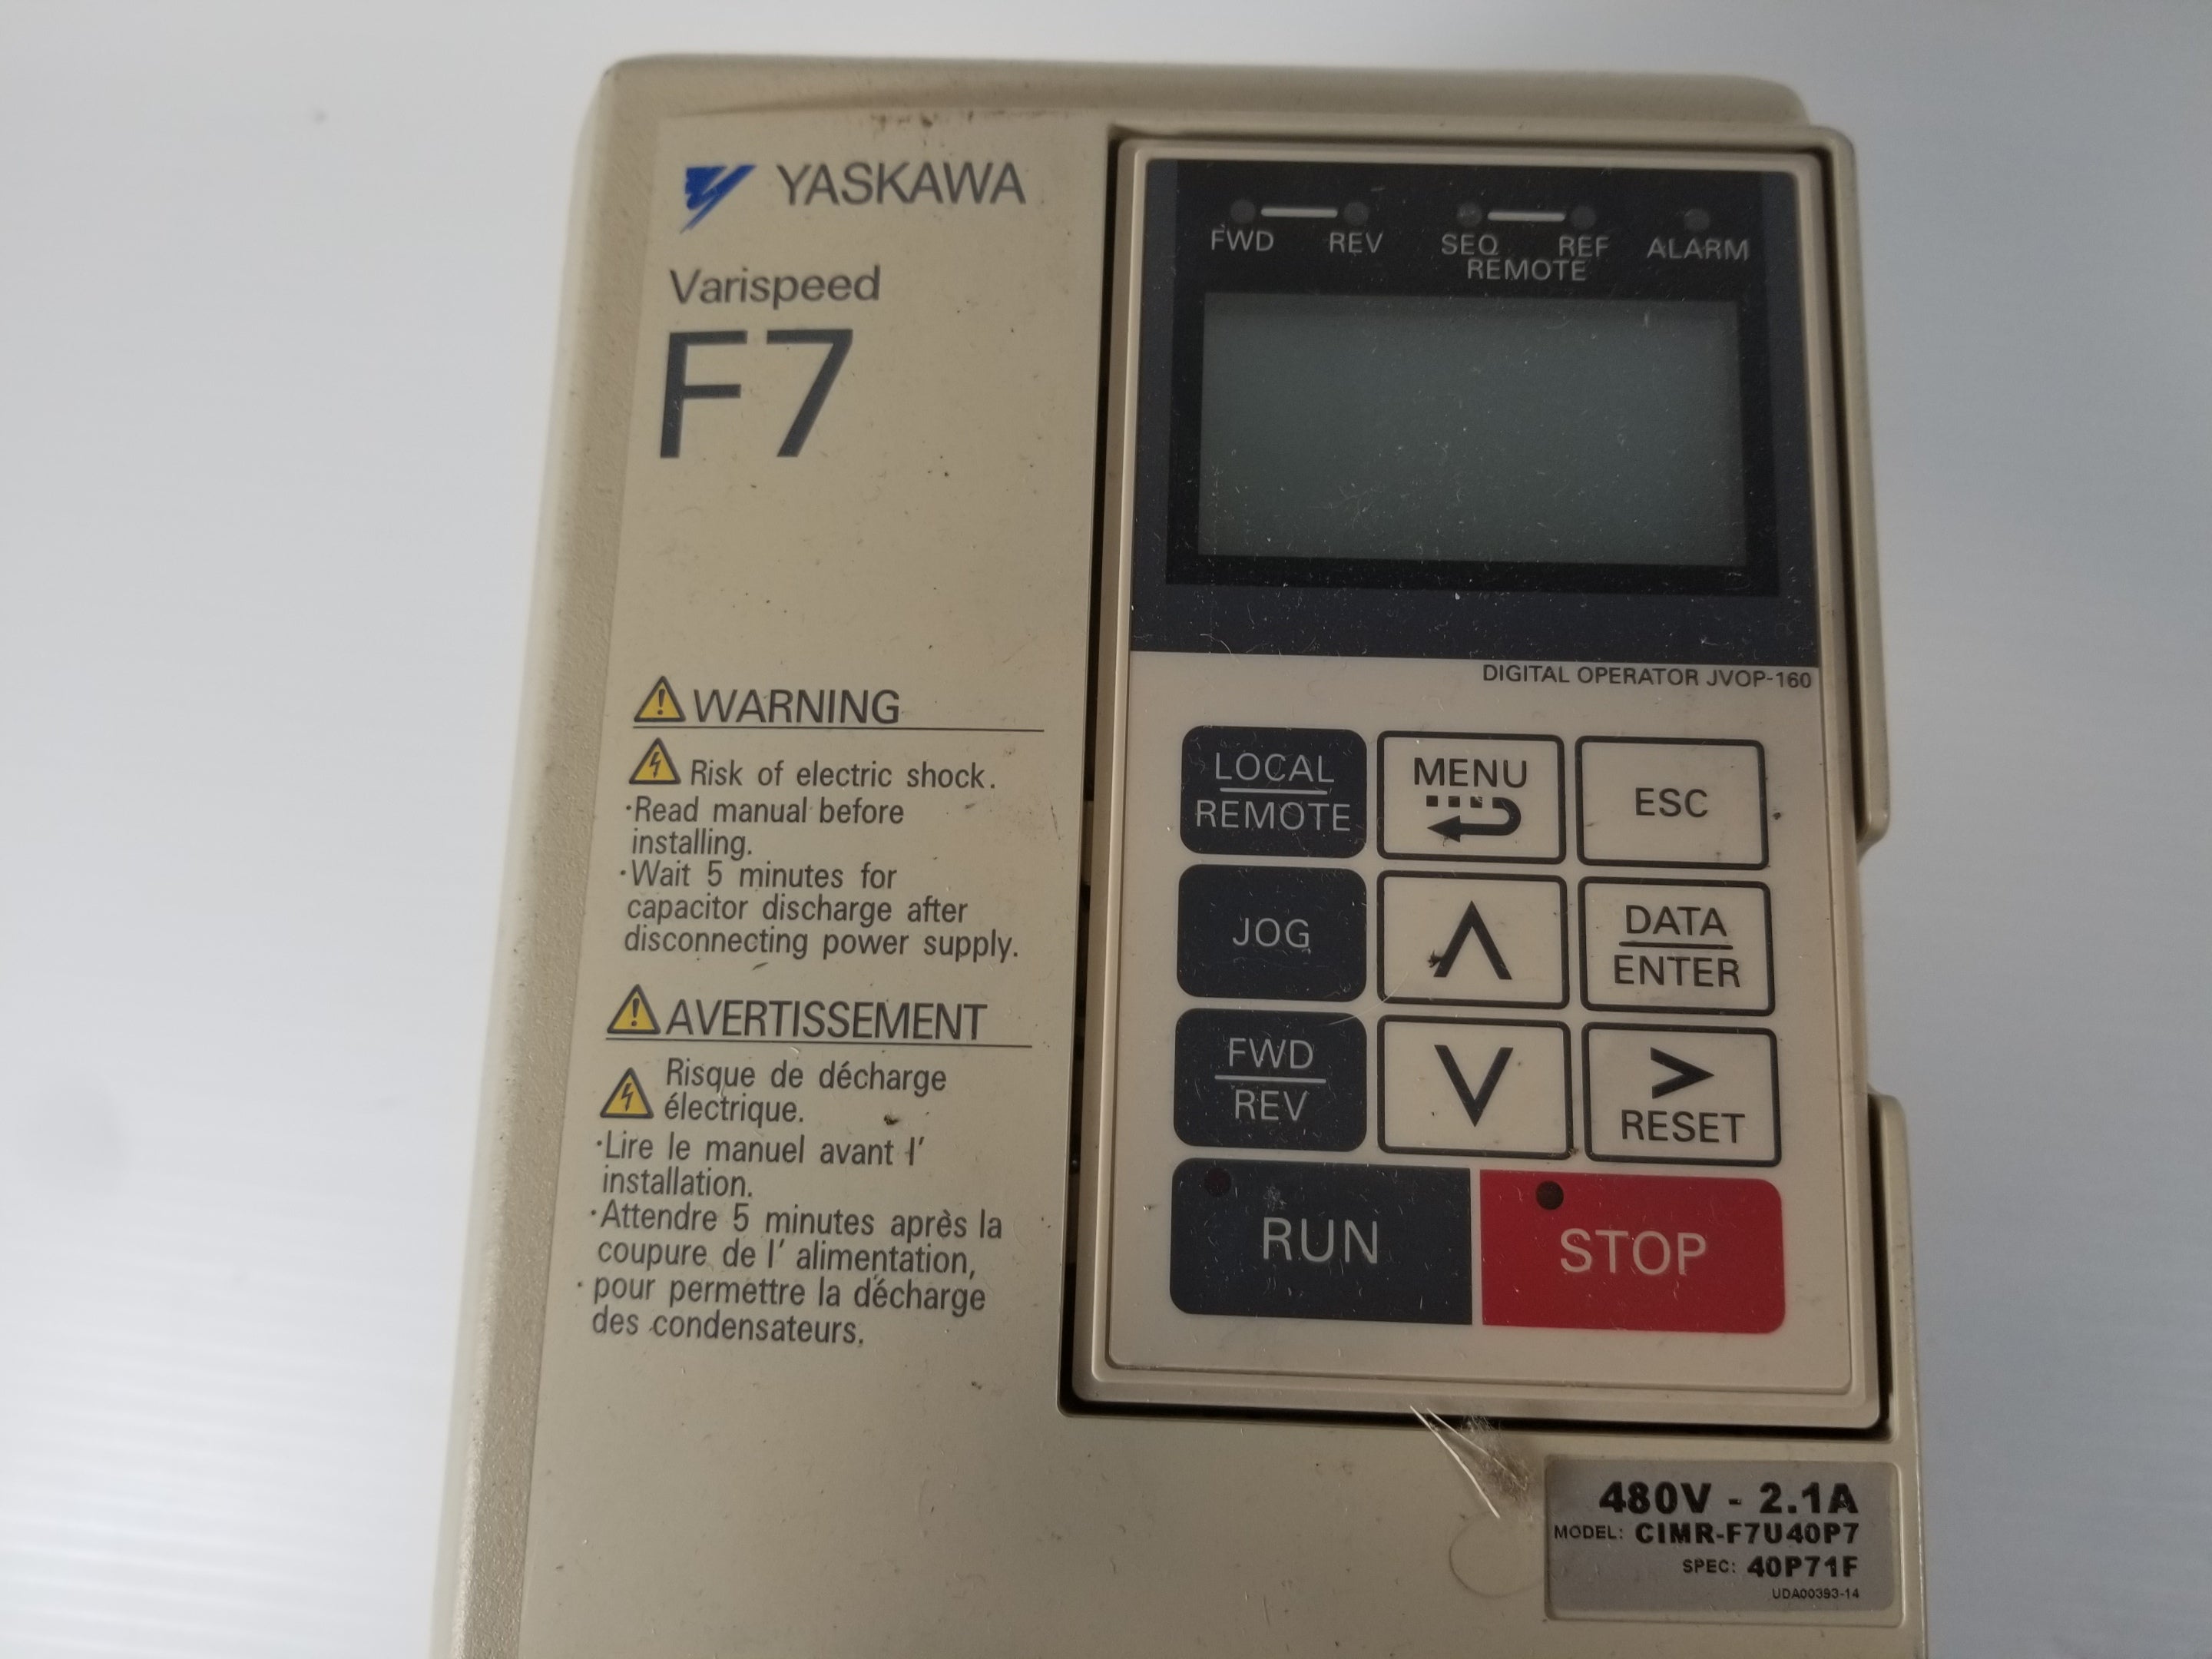 YASKAWA
Varispeed
F7
WARNING
Risk of electric shock.
·Read manual before
installing.
·Wait 5 minutes for
capacitor discharge after
disconnecting power supply.
AVERTISSEMENT
Risque de décharge
électrique.
·Lire le manuel avant l'
installation.
·Attendre 5 minutes après la
coupure de l' alimentation,
pour permettre la décharge
des condensateurs.
FWD REV SEQ REF ALARM
REMOTE
DIGITAL OPERATOR JVOP-160
LOCAL
REMOTE
MENU
ESC
JOG
DATA
ENTER
FWD
REV
RESET
RUN
STOP
480V - 2.1A
MODEL: CIMR-F7U40P7
SPEC: 40P71F
UDA00393-14